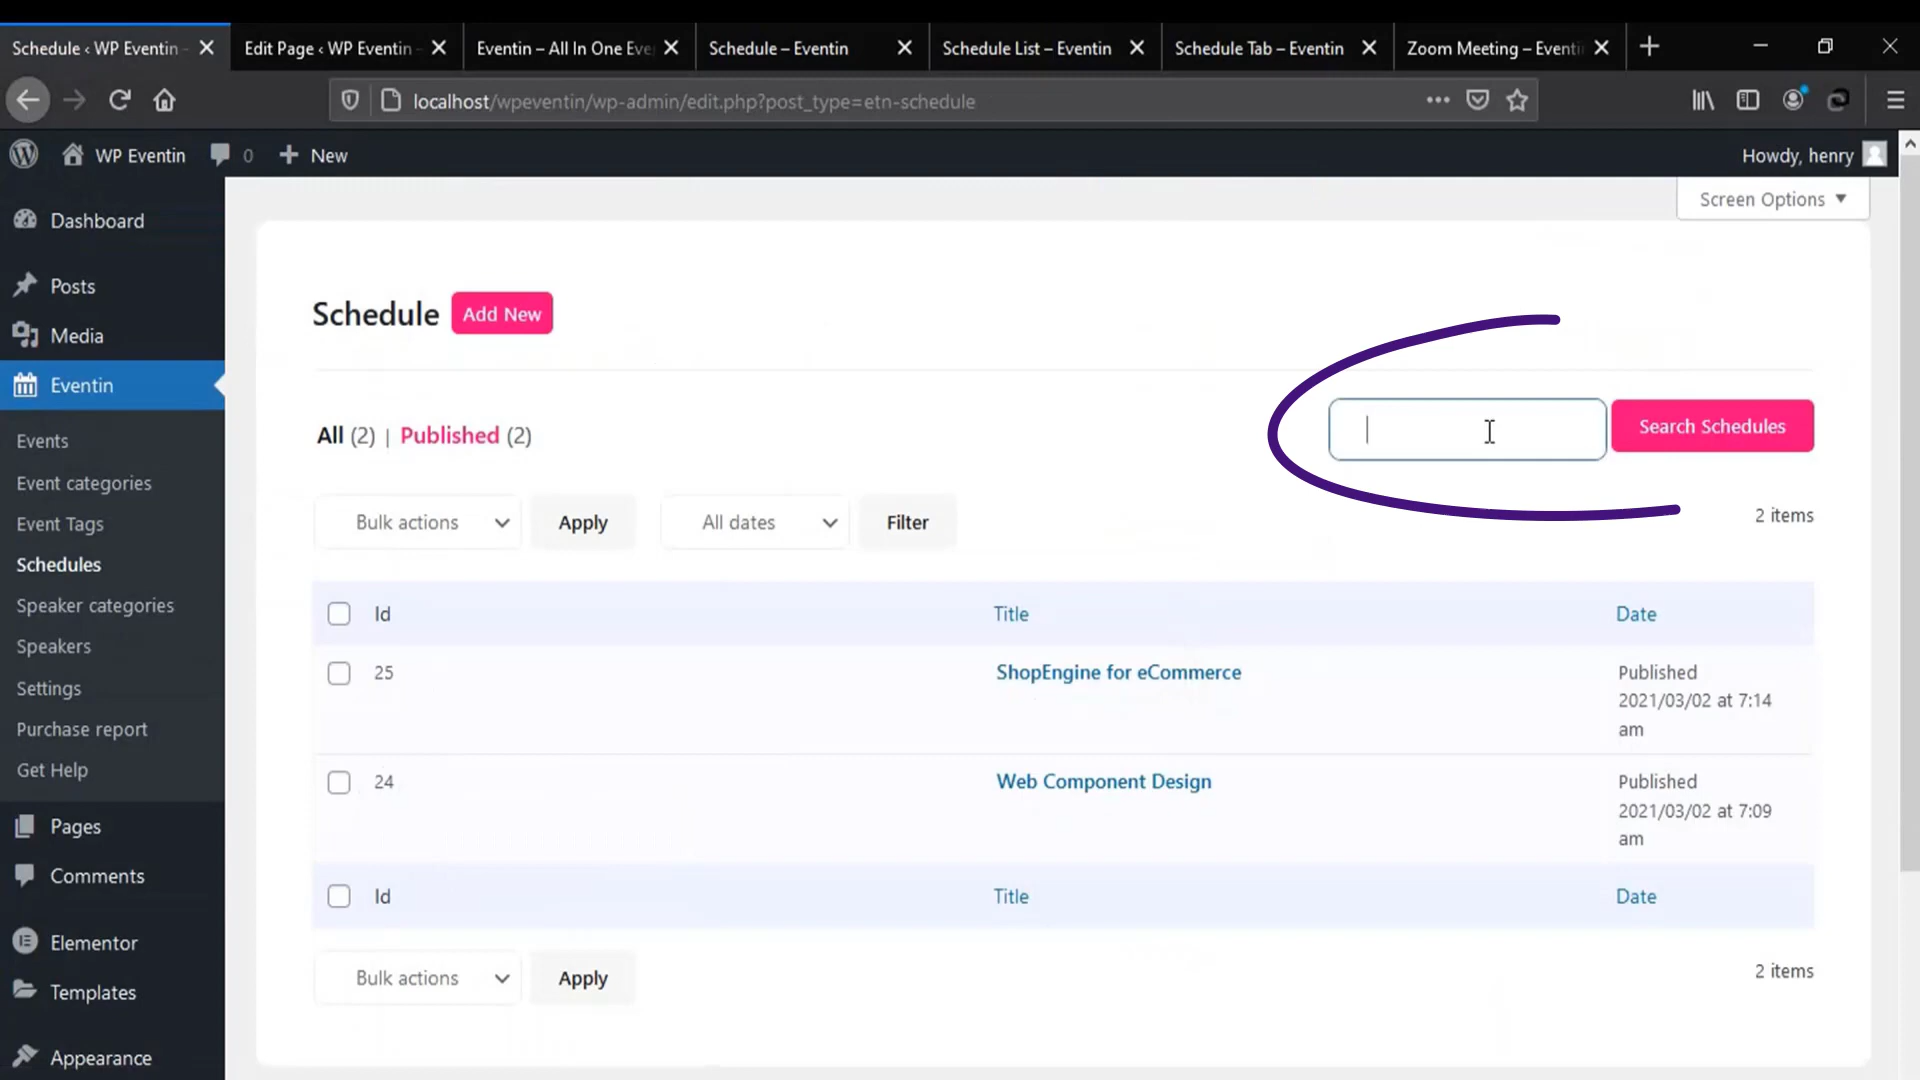 Schedule ‹ WP Eventin -
Edit Page ‹ WP Eventin -
Eventin – All In One Eve
Schedule – Eventin
Schedule List – Eventin
Schedule Tab – Eventin
Zoom Meeting – Eventi
localhost/wpeventin/wp-admin/edit.php?post_type=etn-schedule
WP Eventin
0
New
Howdy, henry
Screen Options
Dashboard
Posts
Media
Eventin
Events
Event categories
Event Tags
Schedules
Speaker categories
Speakers
Settings
Purchase report
Get Help
Pages
Comments
Elementor
Templates
Appearance
Schedule
Add New
All (2) | Published (2)
Search Schedules
Bulk actions
Apply
All dates
Filter
2 items
Id Title Date
25 ShopEngine for eCommerce Published
2021/03/02 at 7:14
am
24 Web Component Design Published
2021/03/02 at 7:09
am
Id Title Date
Bulk actions
Apply
2 items